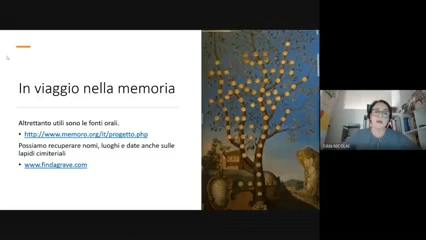 In viaggio nella memoria
Altrettanto utili sono le fonti orali.
• http://www.memoro.org/it/progetto.php
Possiamo recuperare nomi, luoghi e date anche sulle
lapidi cimiteriali
• www.findagrave.com